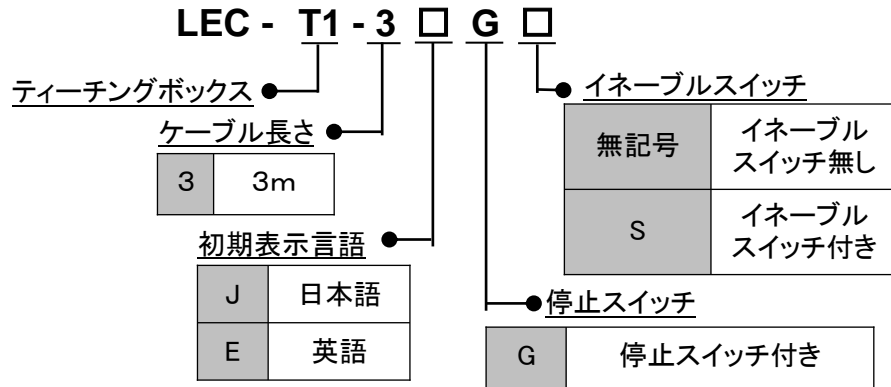 LEC - T1 - 3 □ G □
ティーチングボックス
ケーブル長さ
3 3m
初期表示言語
J 日本語
E 英語
イネーブルスイッチ
無記号 イネーブル
スイッチ無し
S イネーブル
スイッチ付き
停止スイッチ
G 停止スイッチ付き